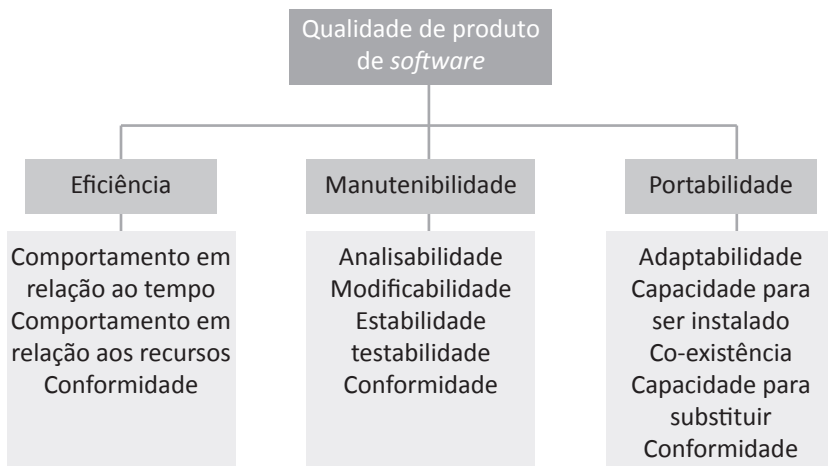 Qualidade de produto
de software
Eficiência
Manutenibilidade
Portabilidade
Comportamento em
relação ao tempo
Comportamento em
relação aos recursos
Conformidade
Analisabilidade
Modificabilidade
Estabilidade
testabilidade
Conformidade
Adaptabilidade
Capacidade para
ser instalado
Co-existência
Capacidade para
substituir
Conformidade